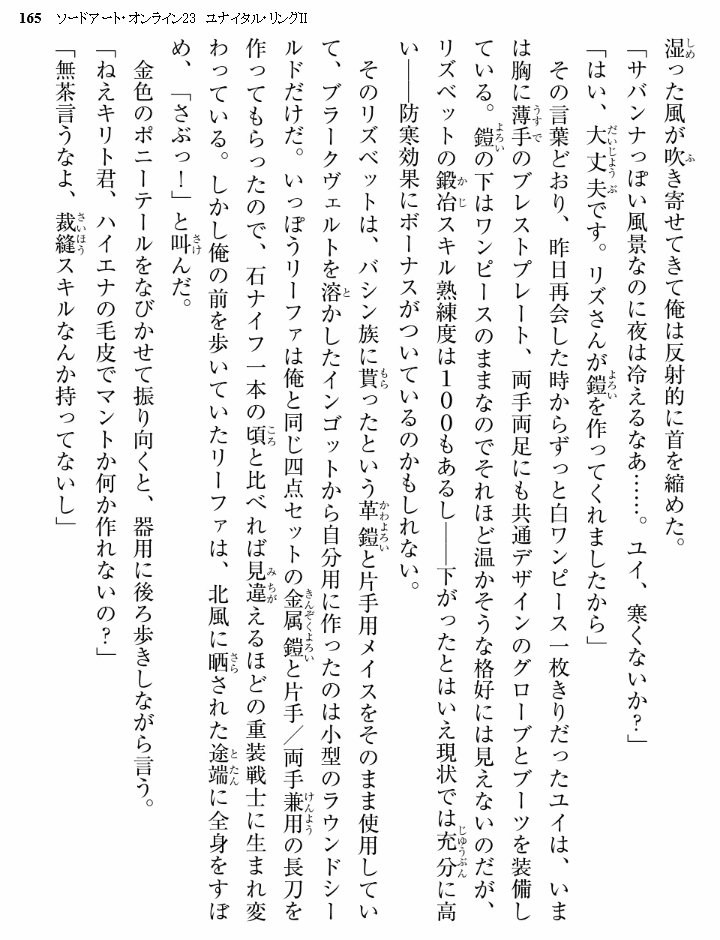 165 ソードアート・オンライン23 ユナイタル・リングⅡ
湿った風が吹き寄せてきて俺は反射的に首を縮めた。
「サバンナっぽい風景なのに夜は冷えるなあ……。ユイ、寒くないか?」
「はい、大丈夫です。リズさんが鎧を作ってくれましたから」
その言葉どおり、昨日再会した時からずっと白ワンピース一枚きりだったユイは、いま
は胸に薄手のブレストプレート、両手両足にも共通デザインのグローブとブーツを装備し
ている。鎧の下はワンピースのままなのでそれほど温かそうな格好には見えないのだが、
リズベットの鍛冶スキル熟練度は100もあるし――下がったとはいえ現状では充分に高
い――防寒効果にボーナスがついているのかもしれない。
そのリズベットは、バシン族に貰ったという革鎧と片手用メイスをそのまま使用してい
て、ブラークヴェルトを溶かしたインゴットから自分用に作ったのは小型のラウンドシー
ルドだけだ。いっぽうリーファは俺と同じ四点セットの金属鎧と片手/両手兼用の長刀を
作ってもらったので、石ナイフ一本の頃と比べれば見違えるほどの重装戦士に生まれ変
わっている。しかし俺の前を歩いていたリーファは、北風に晒された途端に全身をすぼ
め、「さぶっ!」と叫んだ。
金色のポニーテールをなびかせて振り向くと、器用に後ろ歩きしながら言う。
「ねえキリト君、ハイエナの毛皮でマントか何か作れないの?」
「無茶言うなよ、裁縫スキルなんか持ってないし」